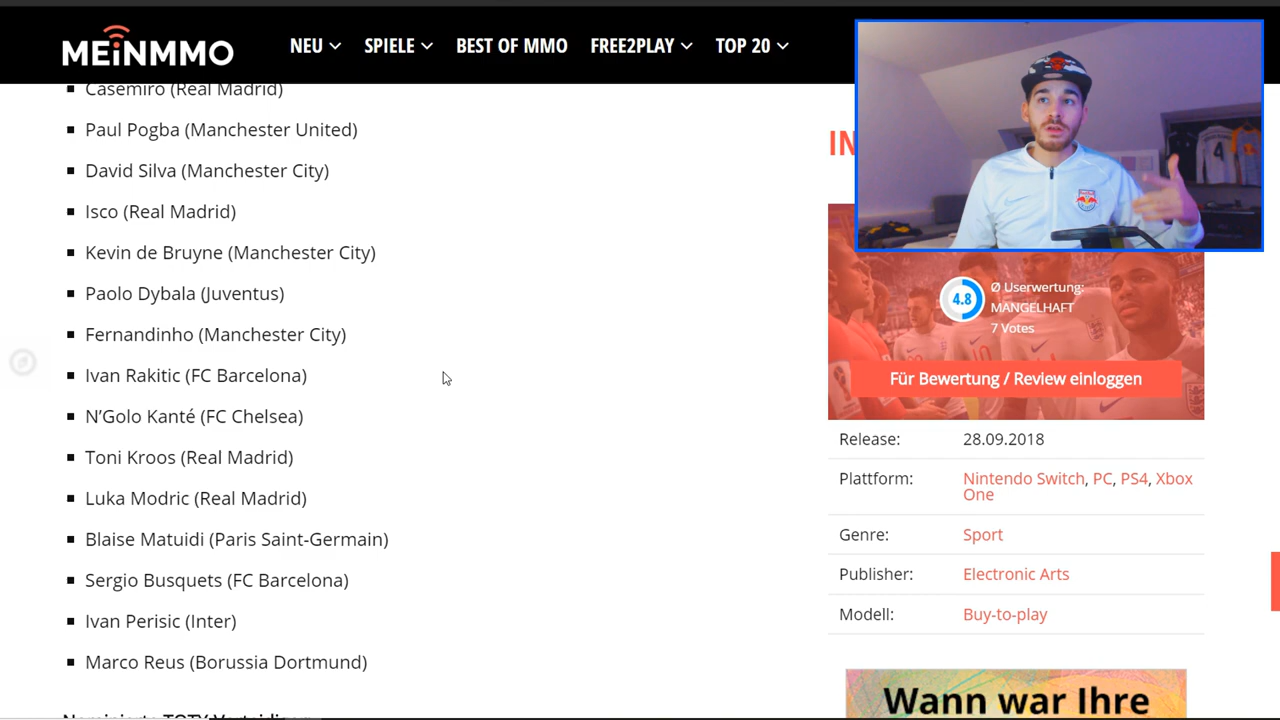 MEiNMMO
NEU
SPIELE
BEST OF MMO
FREE2PLAY
TOP 20
Casemiro (Real Madrid)
Paul Pogba (Manchester United)
David Silva (Manchester City)
Isco (Real Madrid)
Kevin de Bruyne (Manchester City)
Paolo Dybala (Juventus)
Fernandinho (Manchester City)
Ivan Rakitic (FC Barcelona)
N’Golo Kanté (FC Chelsea)
Toni Kroos (Real Madrid)
Luka Modric (Real Madrid)
Blaise Matuidi (Paris Saint-Germain)
Sergio Busquets (FC Barcelona)
Ivan Perisic (Inter)
Marco Reus (Borussia Dortmund)
Nominierte TOTY-Verteidiger
IN
4
4.8
Ø Userwertung:
MANGELHAFT
7 Votes
Für Bewertung / Review einloggen
Release: 28.09.2018
Plattform: Nintendo Switch, PC, PS4, Xbox
One
Genre: Sport
Publisher: Electronic Arts
Modell: Buy-to-play
Wann war Ihre